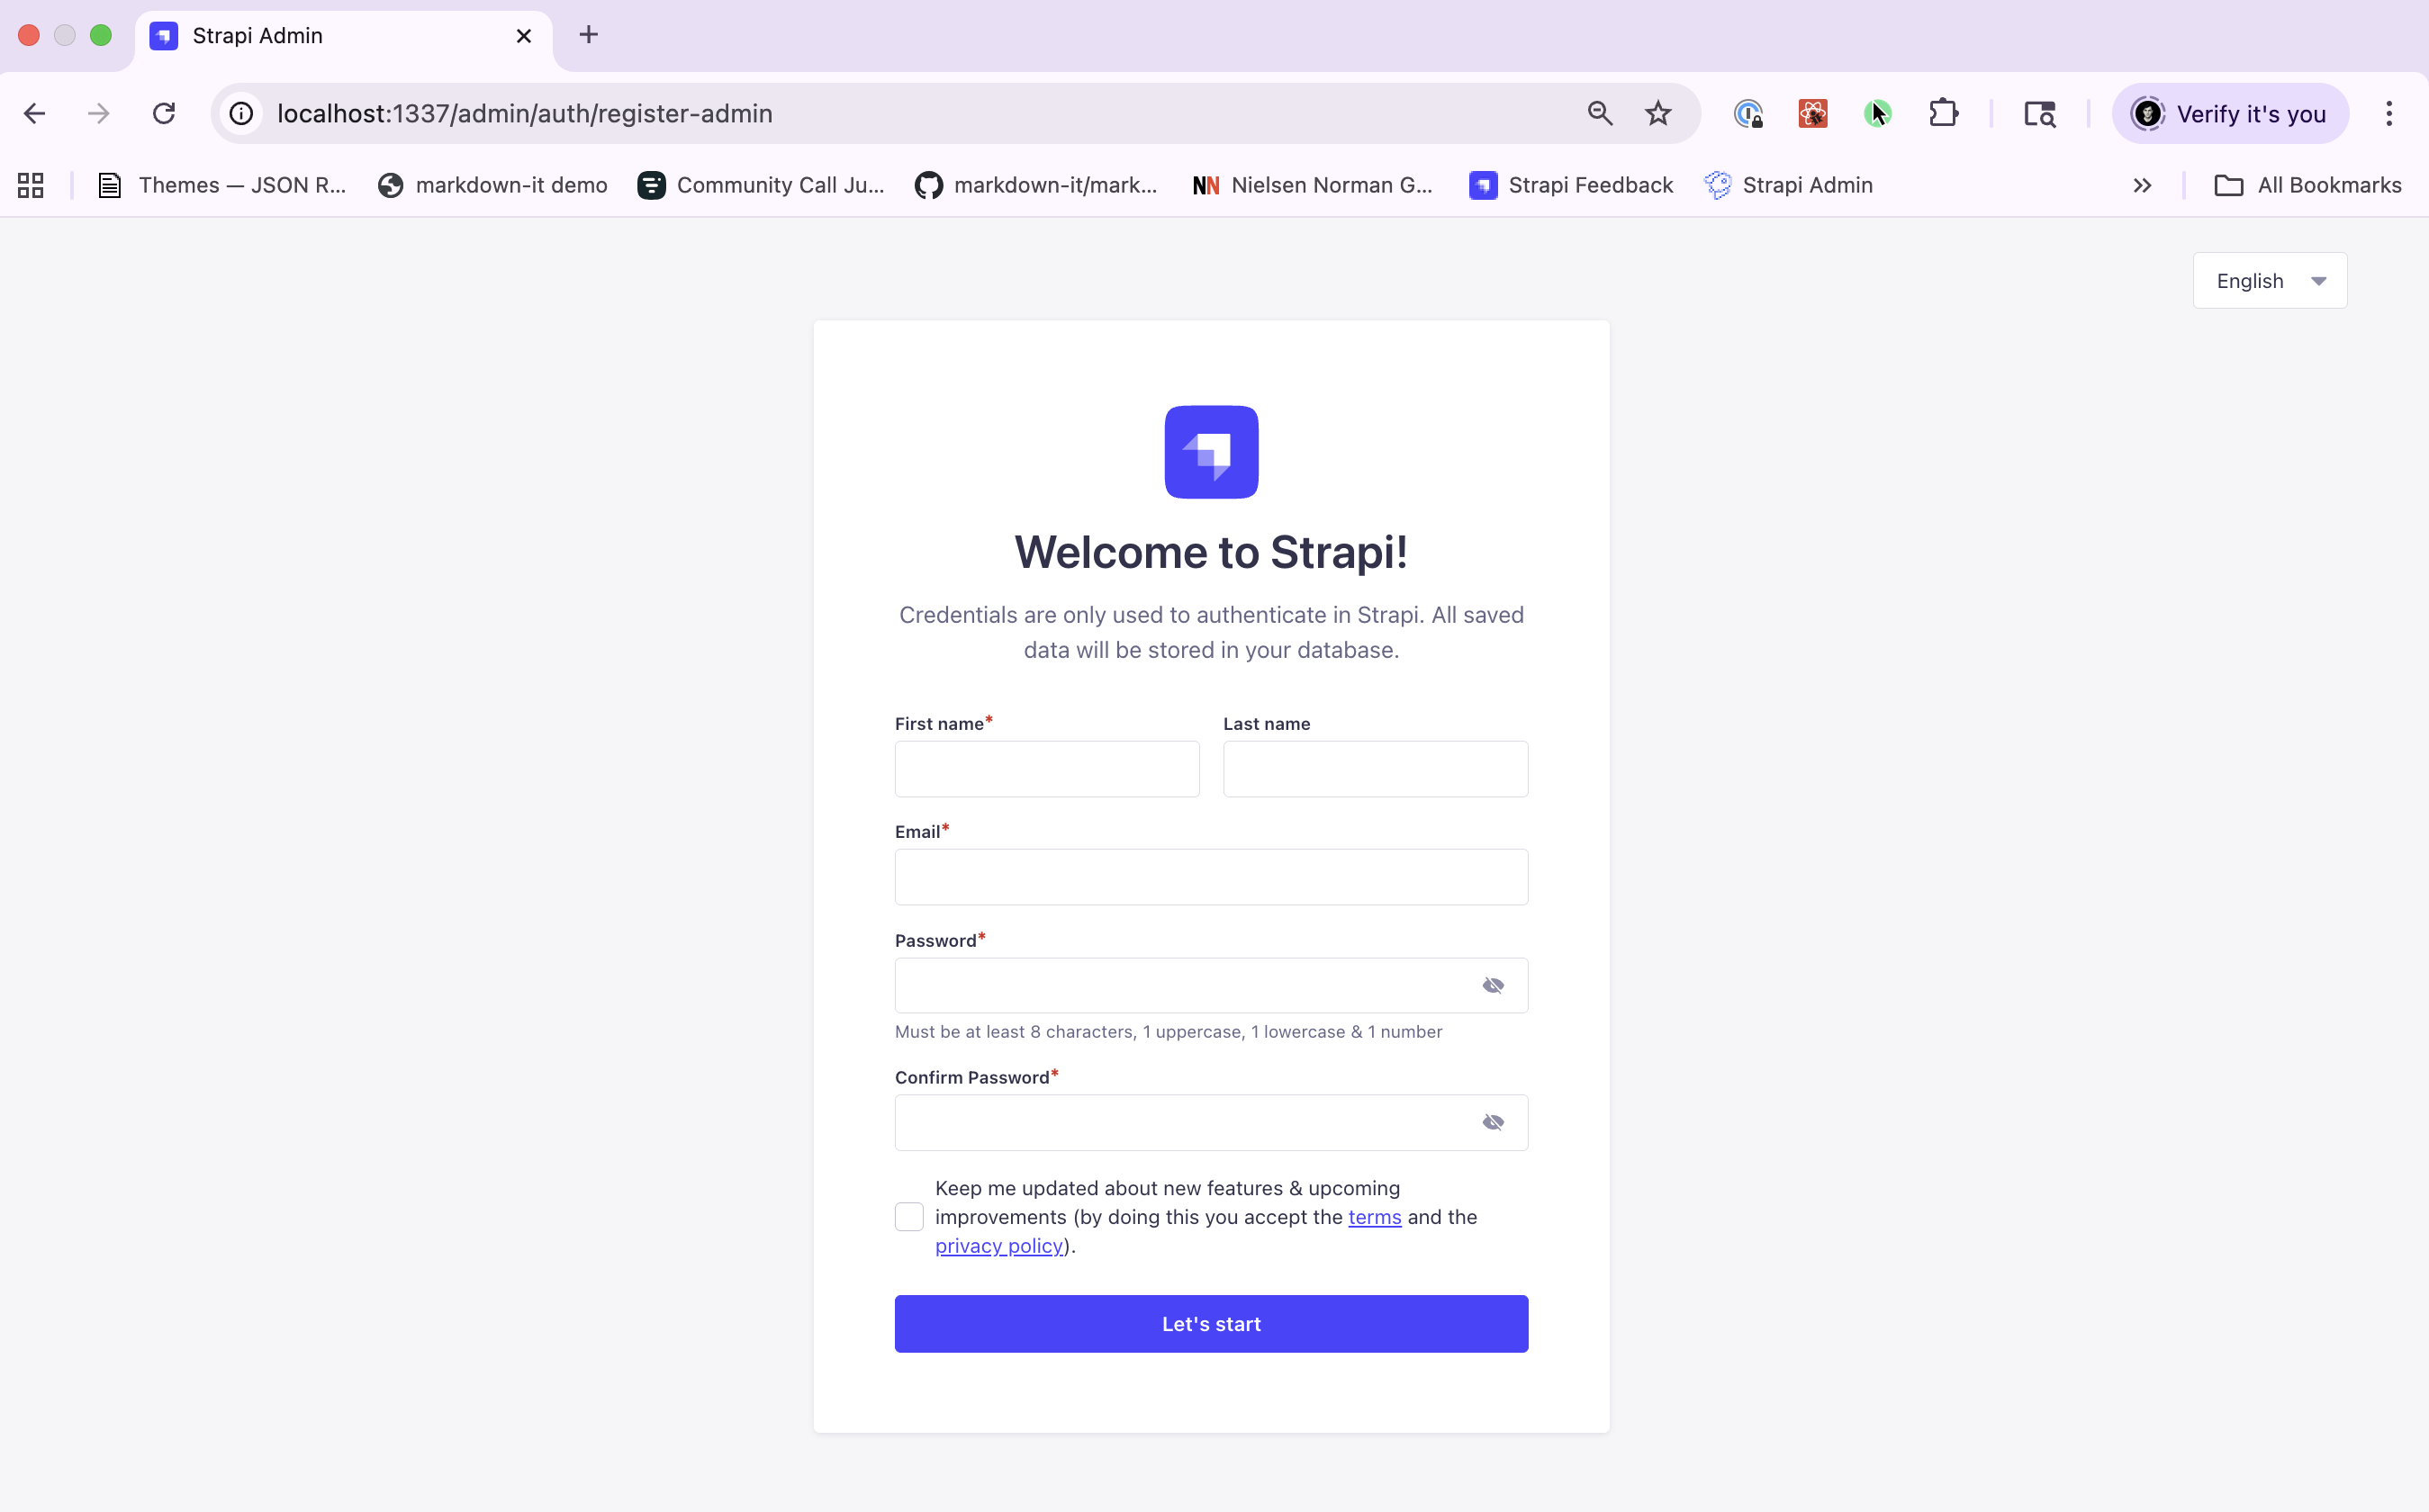 Strapi Admin
localhost:1337/admin/auth/register-admin
Verify it's you
Themes — JSON R...
markdown-it demo
Community Call Ju...
markdown-it/mark...
NN Nielsen Norman G...
Strapi Feedback
Strapi Admin
All Bookmarks
English
Welcome to Strapi!
Credentials are only used to authenticate in Strapi. All saved
data will be stored in your database.
First name*
Last name
Email*
Password*
Must be at least 8 characters, 1 uppercase, 1 lowercase & 1 number
Confirm Password*
Keep me updated about new features & upcoming
improvements (by doing this you accept the terms and the
privacy policy).
Let's start